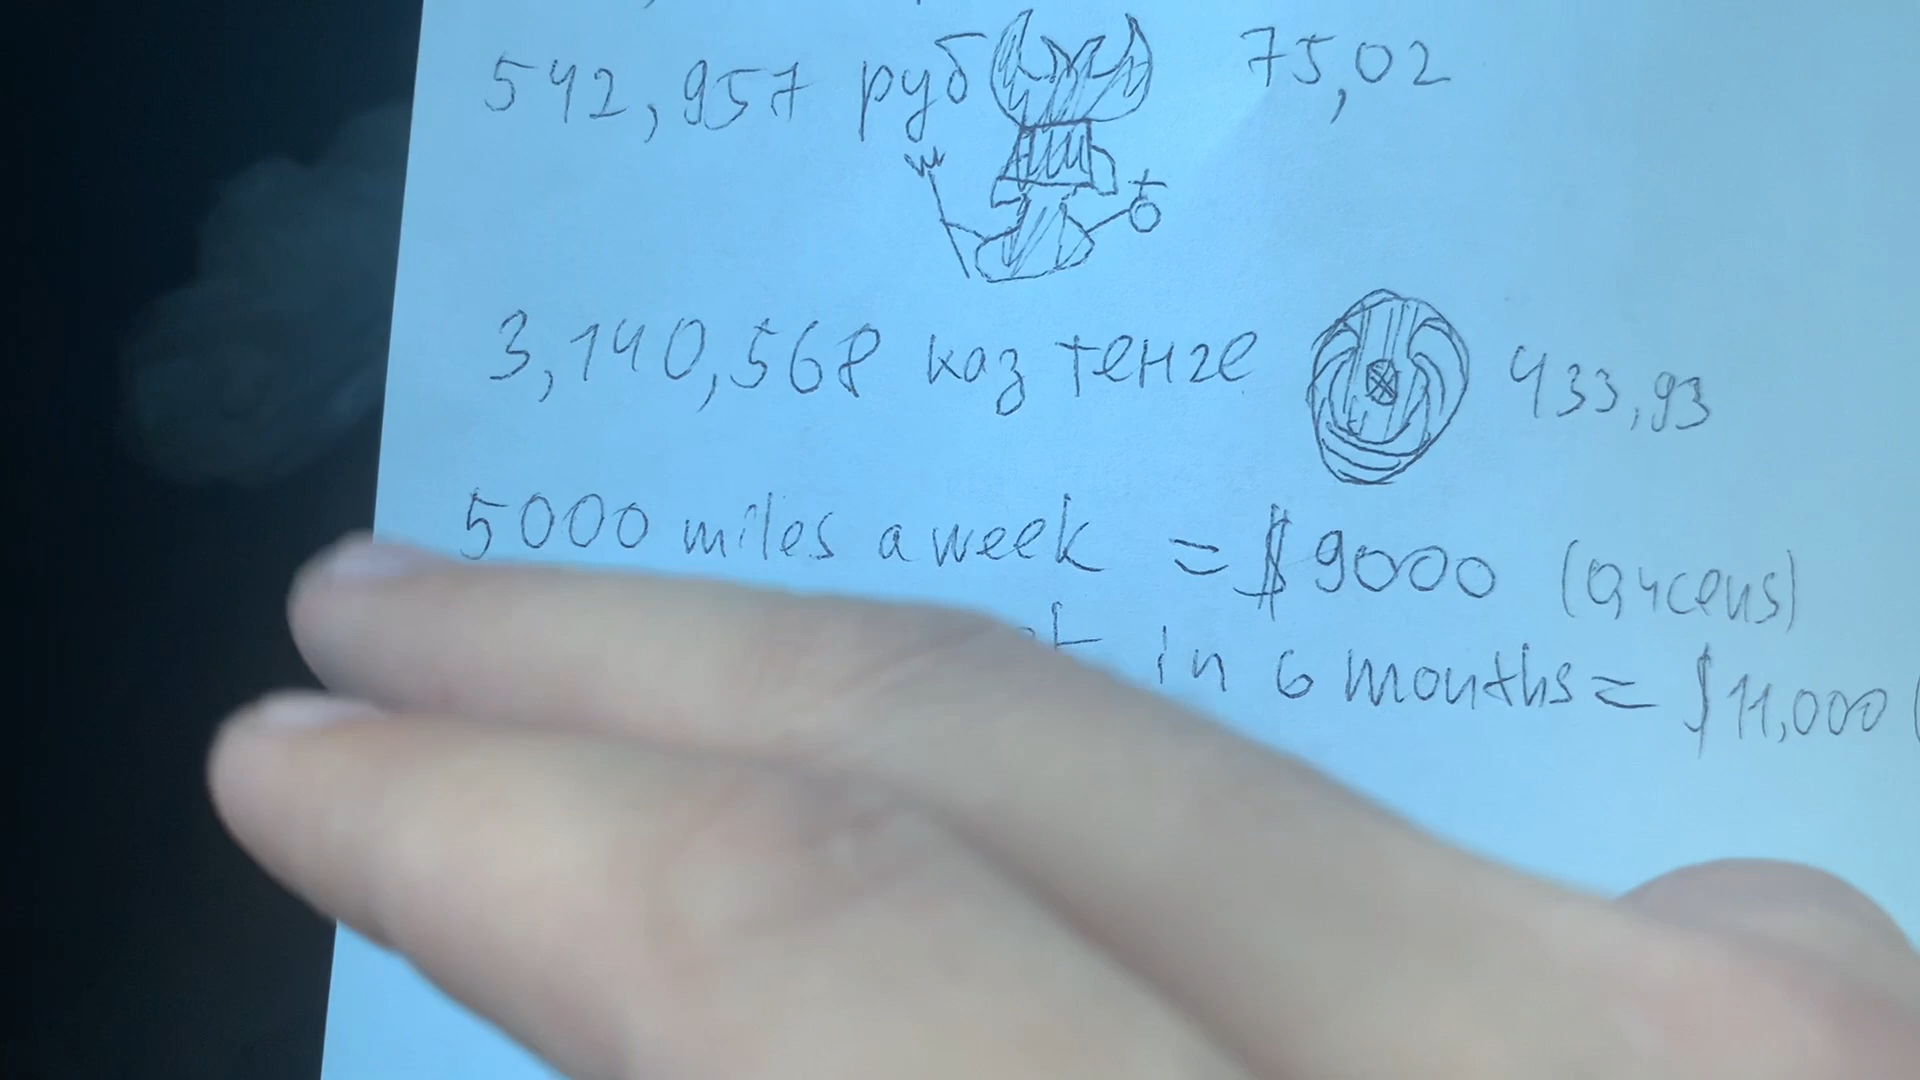 542,957 руб 75,02
3,140,568 каз тенге 433,93
5000 miles a week = $9000
in 6 months = $11,000 (